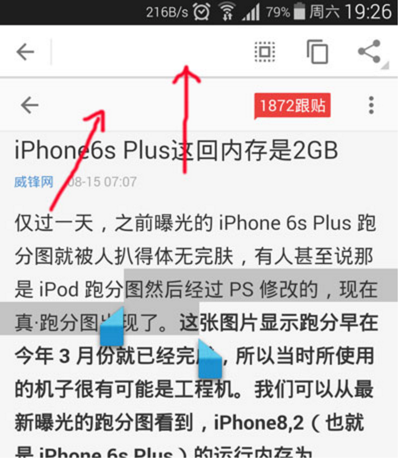 216B/s 79% 周六 19:26
1872跟贴
iPhone6s Plus这回内存是2GB
威锋网 08-15 07:07
仅过一天，之前曝光的 iPhone 6s Plus 跑
分图就被人扒得体无完肤，有人甚至说那
是 iPod 跑分图然后经过 PS 修改的，现在
真·跑分图出现了。这张图片显示跑分早在
今年 3 月份就已经完成，所以当时所使用
的机子很有可能是工程机。我们可以从最
新曝光的跑分图看到，iPhone8,2（也就
是 iPhone 6s Plus）的运行内存为